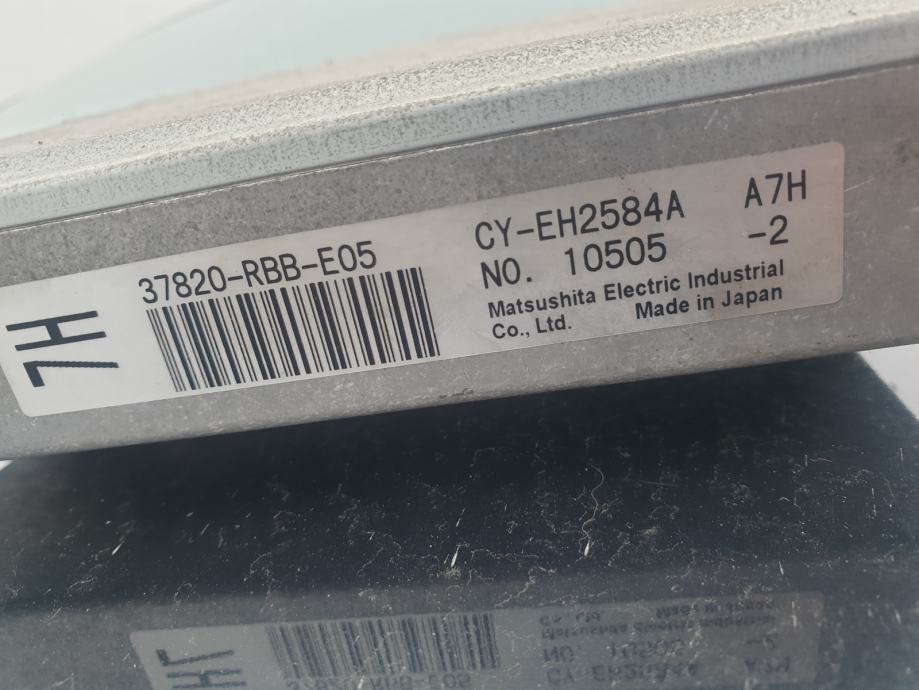 7H
37820-RBB-E05
CY-EH2584A A7H
NO. 10505 -2
Matsushita Electric Industrial
Co., Ltd. Made in Japan